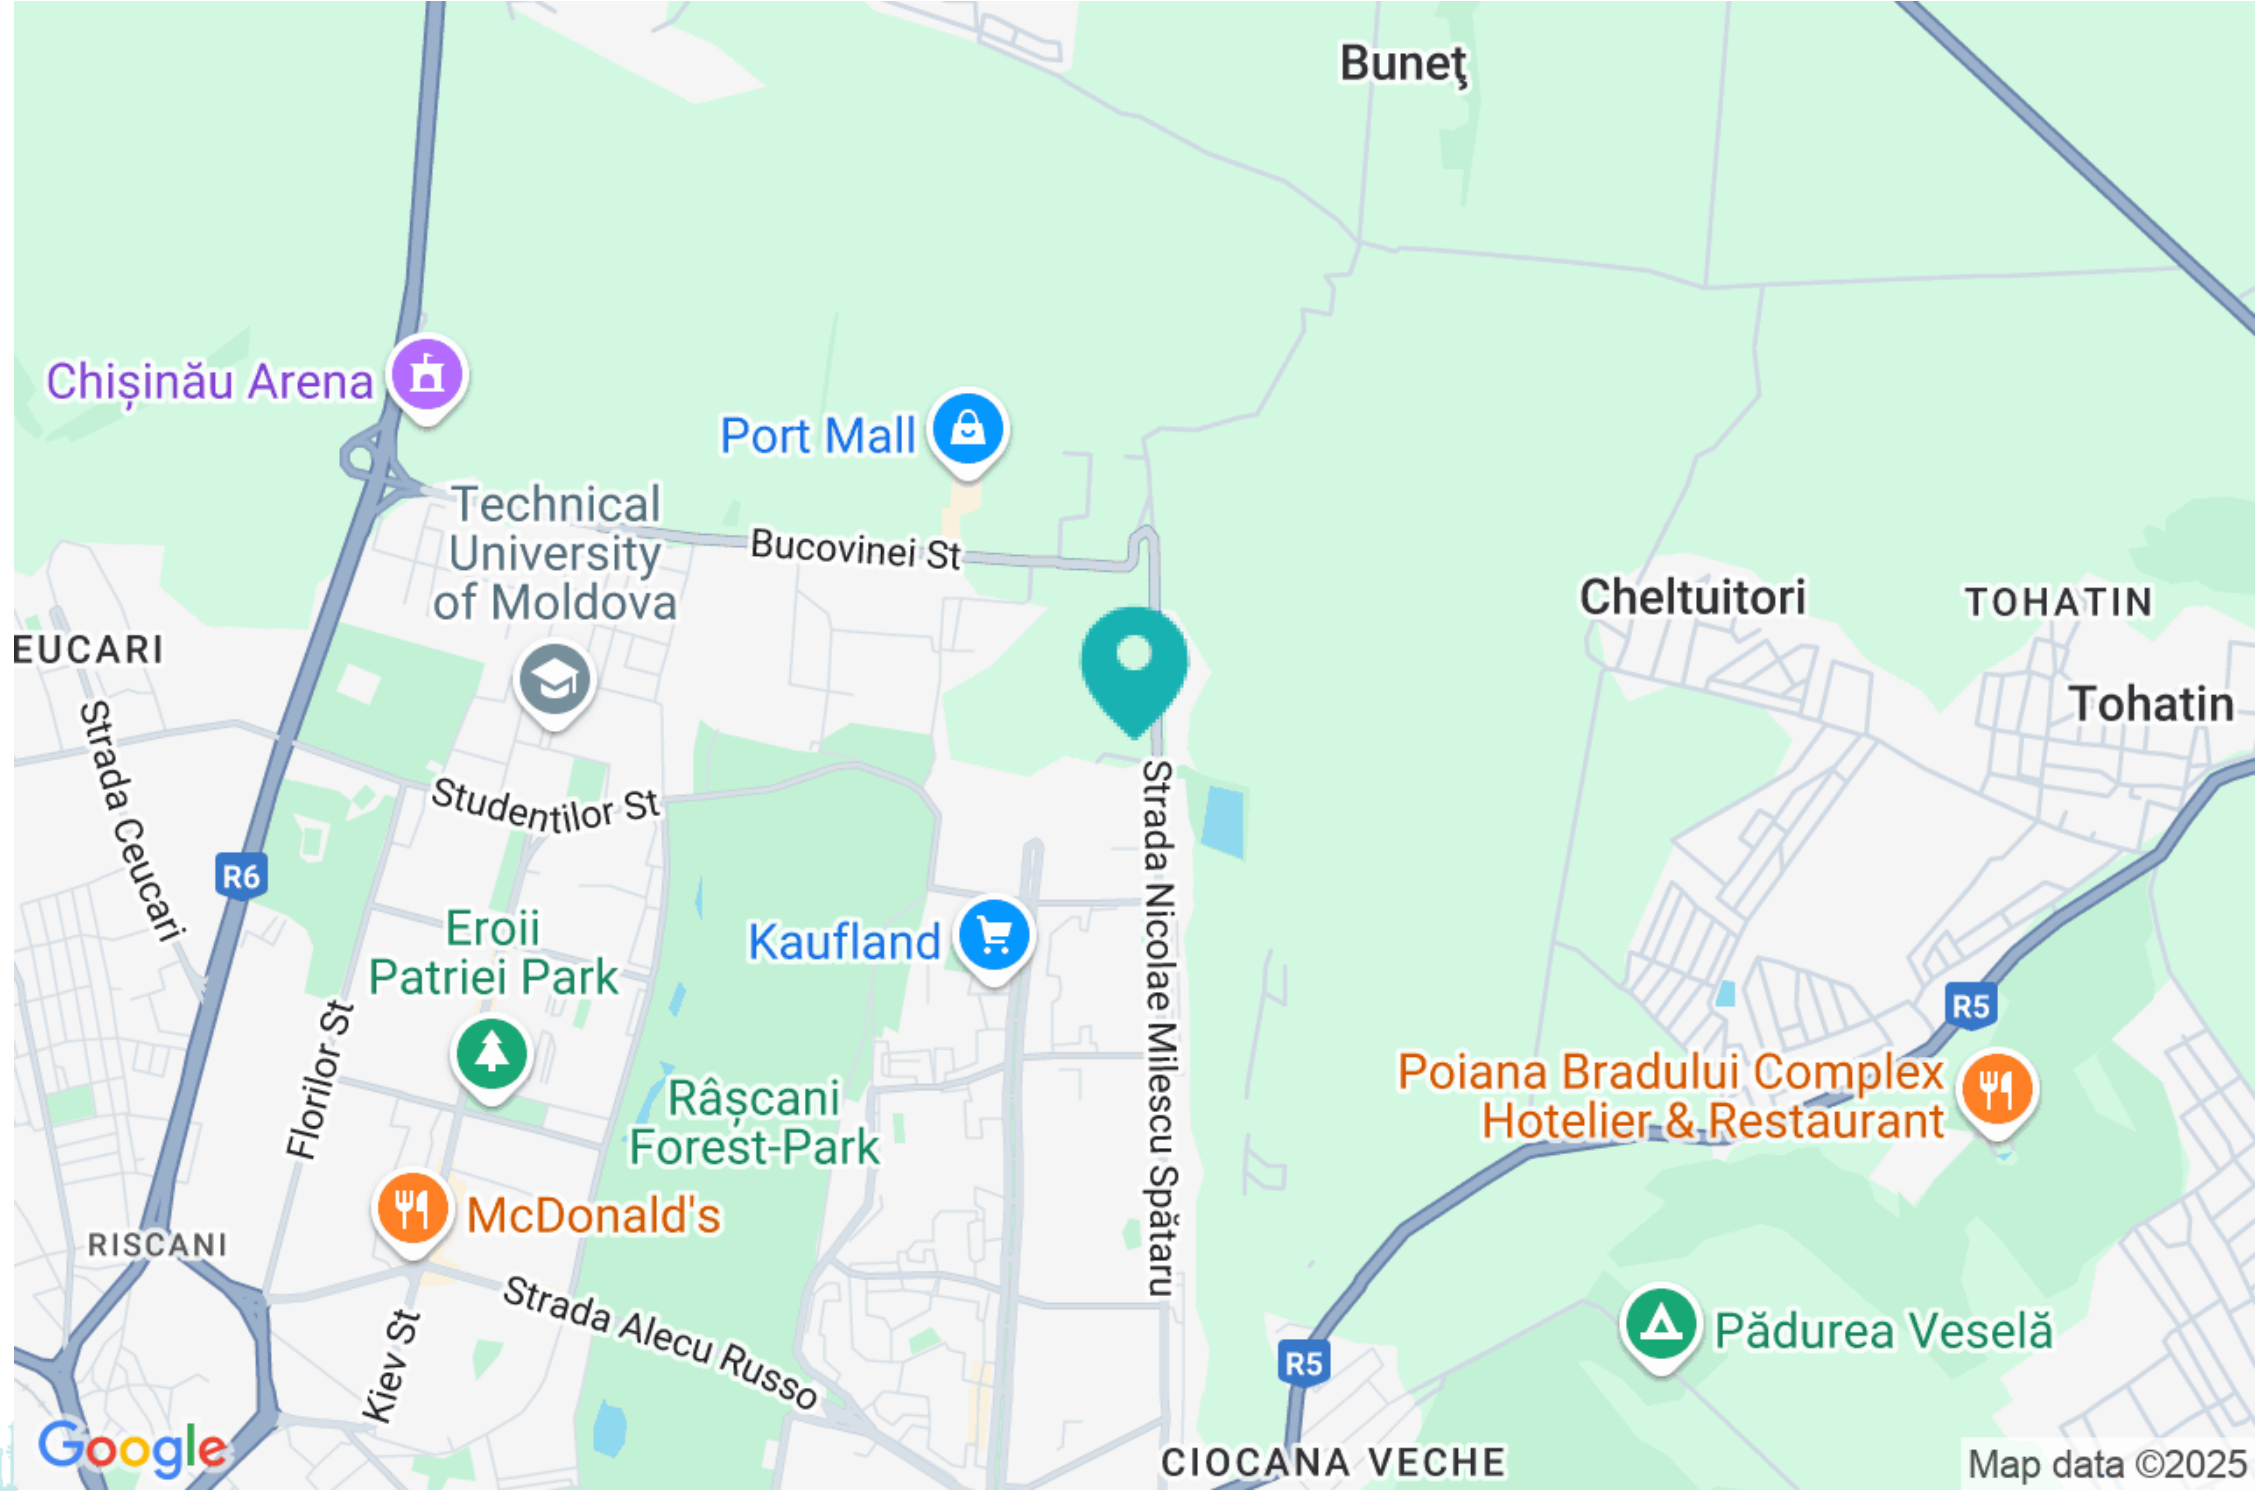 Buneţ
Chișinău Arena
Port Mall
Technical
University
of Moldova
Bucovinei St
Cheltuitori
TOHATIN
EUCARI
Tohatin
Strada Ceucari
Studentilor St
Strada Nicolae Milescu Spătaru
R6
Eroii
Patriei Park
Kaufland
R5
Florilor St
Râșcani
Forest-Park
Poiana Bradului Complex
Hotelier & Restaurant
McDonald's
RISCANI
Strada Alecu Russo
Kiev St
R5
Pădurea Veselă
Google
CIOCANA VECHE
Map data ©2025